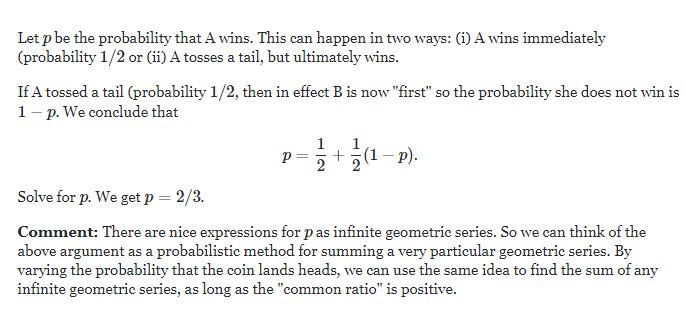 Let p be the probability that A wins. This can happen in two ways: (i) A wins immediately
(probability 1/2 or (ii) A tosses a tail, but ultimately wins.
If A tossed a tail (probability 1/2, then in effect B is now "first" so the probability she does not win is
1 − p. We conclude that
p = 1/2 + 1/2(1 − p).
Solve for p. We get p = 2/3.
Comment: There are nice expressions for p as infinite geometric series. So we can think of the
above argument as a probabilistic method for summing a very particular geometric series. By
varying the probability that the coin lands heads, we can use the same idea to find the sum of any
infinite geometric series, as long as the "common ratio" is positive.